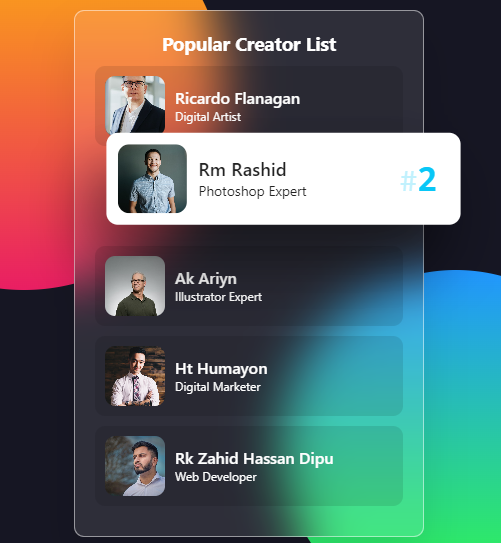 Popular Creator List
Ricardo Flanagan
Digital Artist
Rm Rashid
Photoshop Expert
#2
Ak Ariyn
Illustrator Expert
Ht Humayon
Digital Marketer
Rk Zahid Hassan Dipu
Web Developer